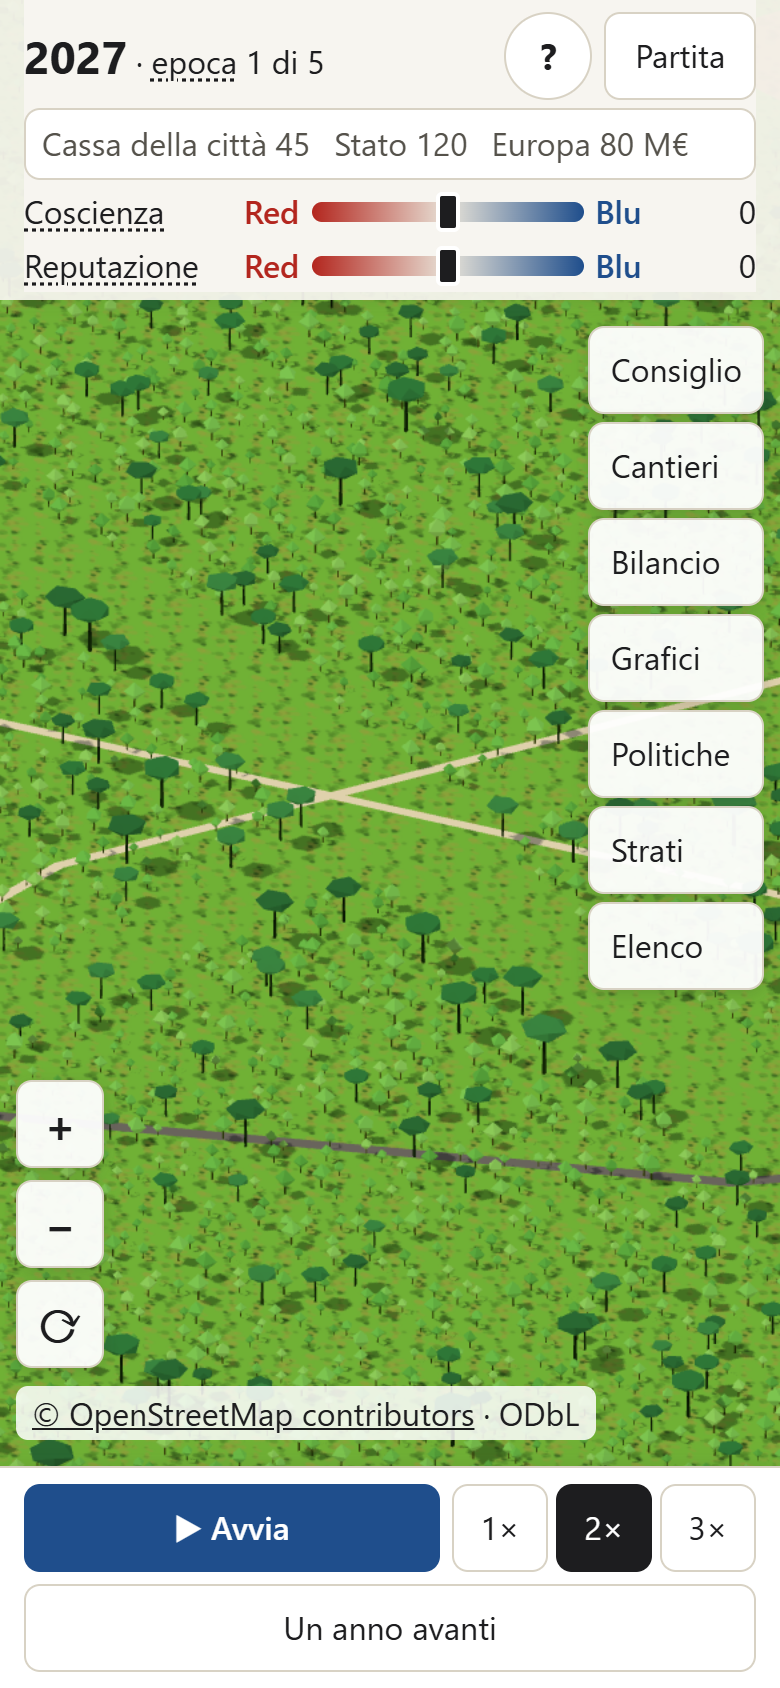 2027 · epoca 1 di 5
?
Partita
Cassa della città 45 Stato 120 Europa 80 M€
Coscienza Red Blu 0
Reputazione Red Blu 0
Consiglio
Cantieri
Bilancio
Grafici
Politiche
Strati
Elenco
+
−
© OpenStreetMap contributors · ODbL
▶ Avvia
1×
2×
3×
Un anno avanti